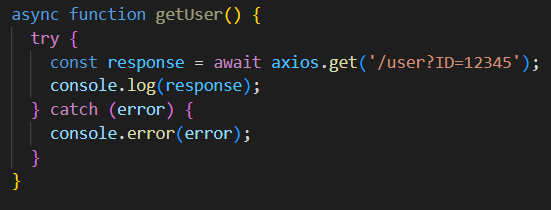 async function getUser() {
  try {
    const response = await axios.get('/user?ID=12345');
    console.log(response);
  } catch (error) {
    console.error(error);
  }
}